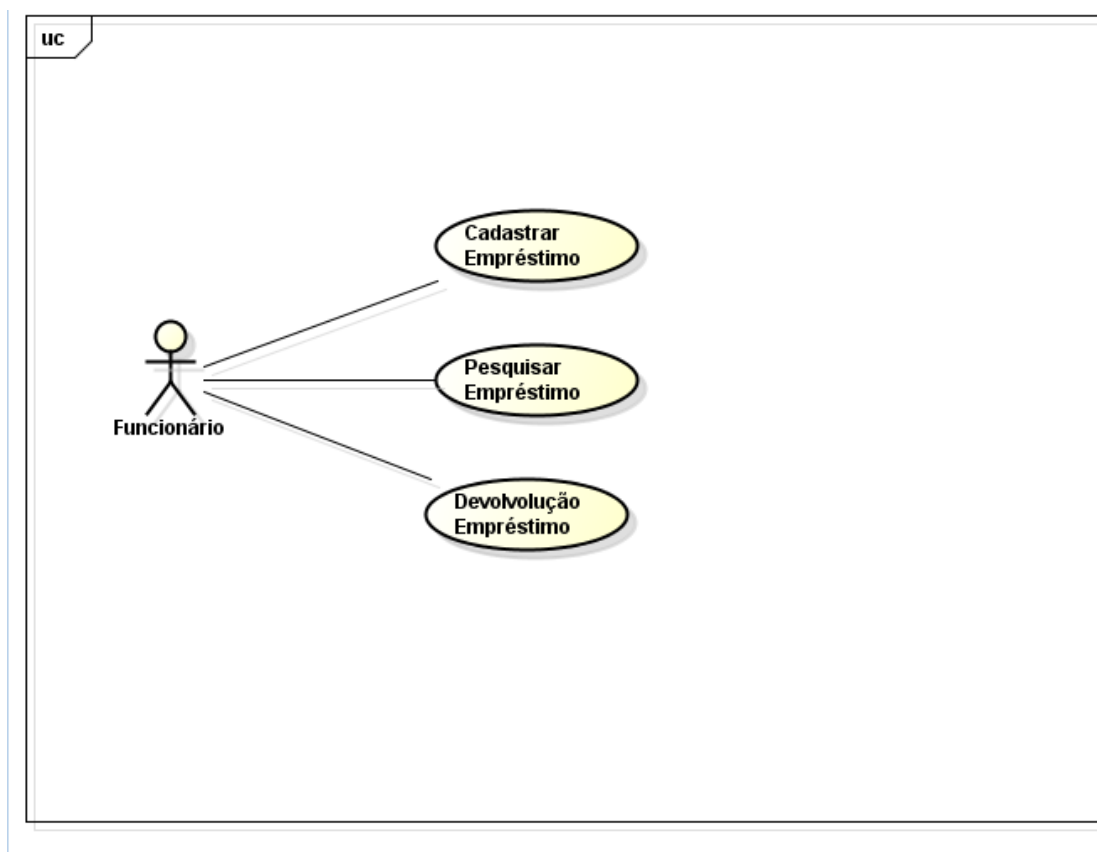 uc
Cadastrar
Empréstimo
Pesquisar
Empréstimo
Funcionário
Devolvolução
Empréstimo